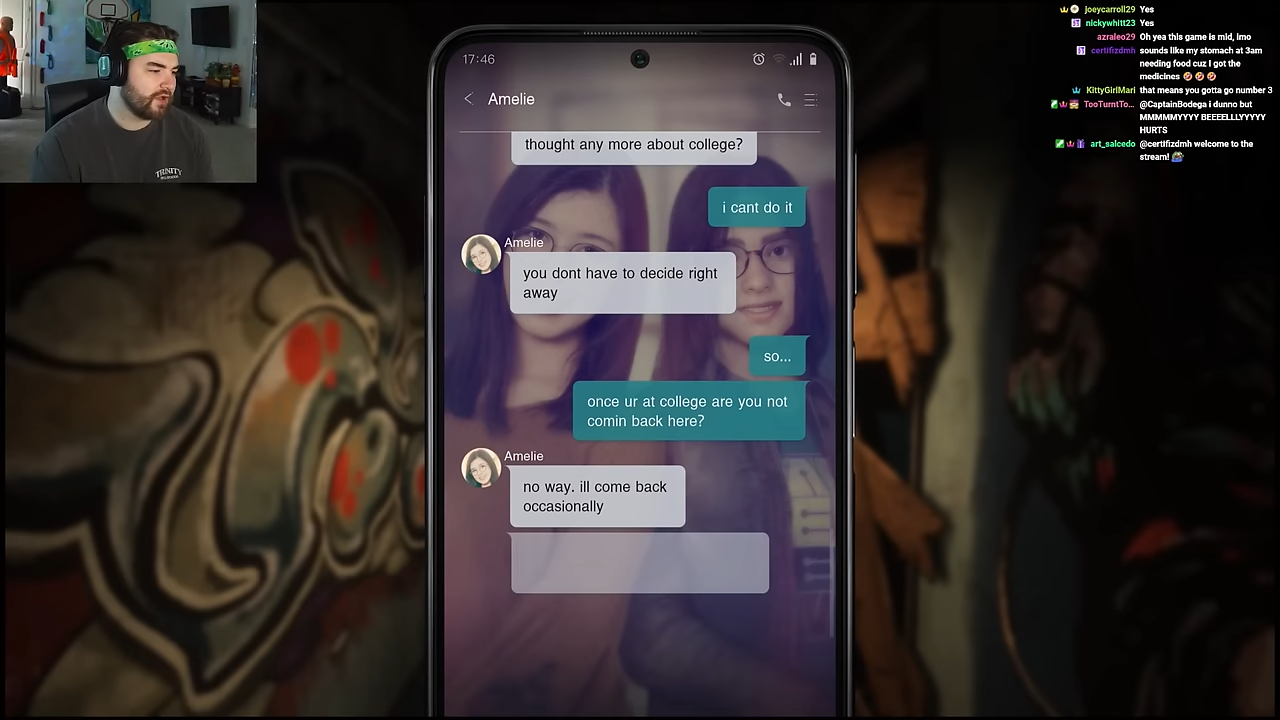 TRINITY
17:46
Amelie
thought any more about college?
i cant do it
Amelie
you dont have to decide right
away
so...
once ur at college are you not
comin back here?
Amelie
no way. ill come back
occasionally
joeycarroll29 Yes
nickywhitt23 Yes
azraleo29 Oh yea this game is mid, imo
certifizdmh sounds like my stomach at 3am
needing food cuz I got the
medicines
KittyGirlMari that means you gotta go number 3
TooTurntTo... @CaptainBodega i dunno but
MMMMMYYYY BEEEELLLYYYYY
HURTS
art_salcedo @certifizdmh welcome to the
stream!